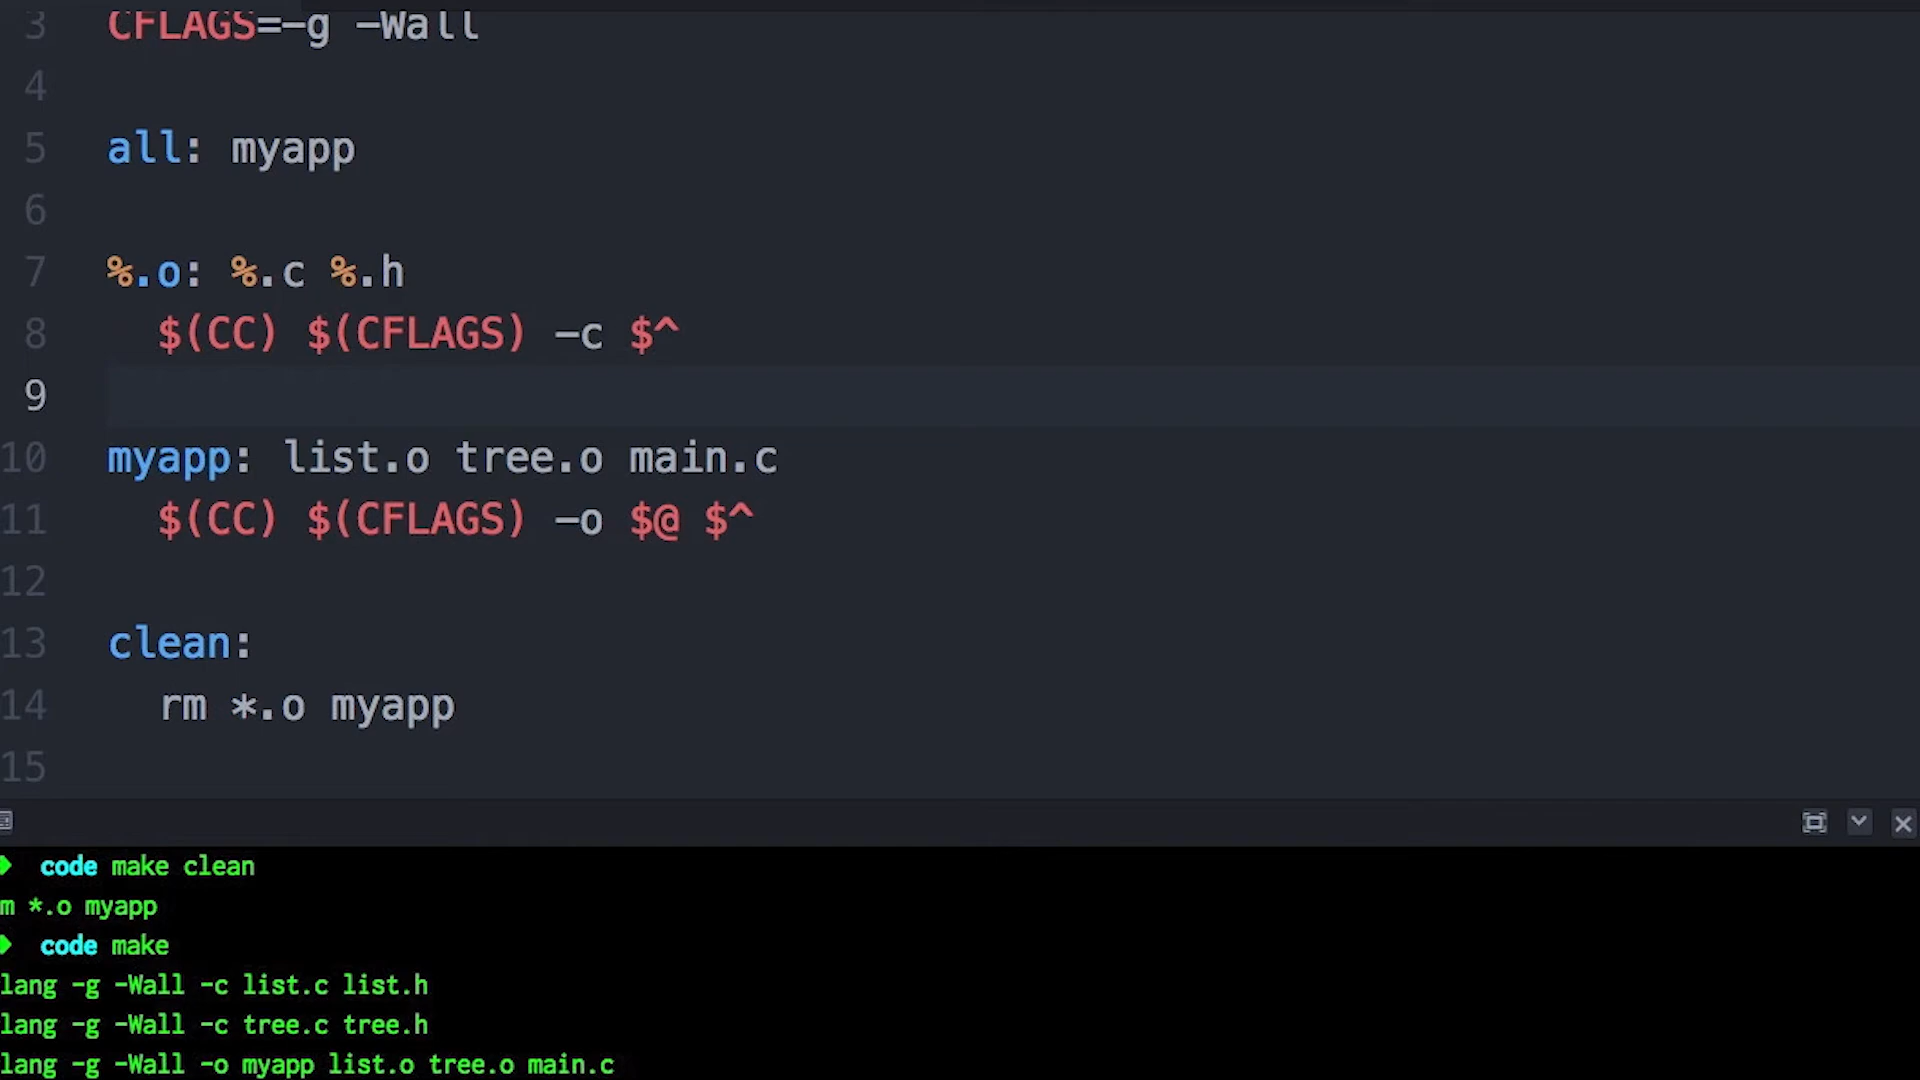 3 CFLAGS=-g -Wall
4
5 all: myapp
6
7 %.o: %.c %.h
8 $(CC) $(CFLAGS) -c $^
9
10 myapp: list.o tree.o main.c
11 $(CC) $(CFLAGS) -o $@ $^
12
13 clean:
14 rm *.o myapp
15
code make clean
m *.o myapp
code make
lang -g -Wall -c list.c list.h
lang -g -Wall -c tree.c tree.h
lang -g -Wall -o myapp list.o tree.o main.c